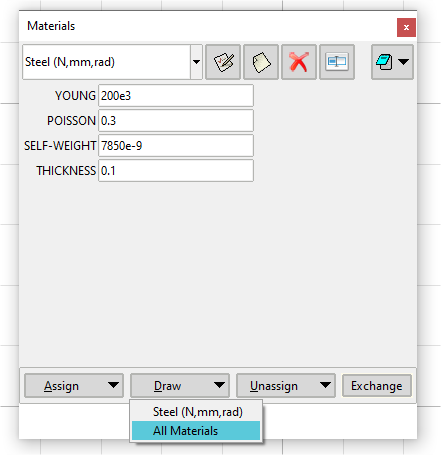 Materials
Steel (N,mm,rad)
YOUNG 200e3
POISSON 0.3
SELF-WEIGHT 7850e-9
THICKNESS 0.1
Assign Draw Unassign Exchange
Steel (N,mm,rad)
All Materials